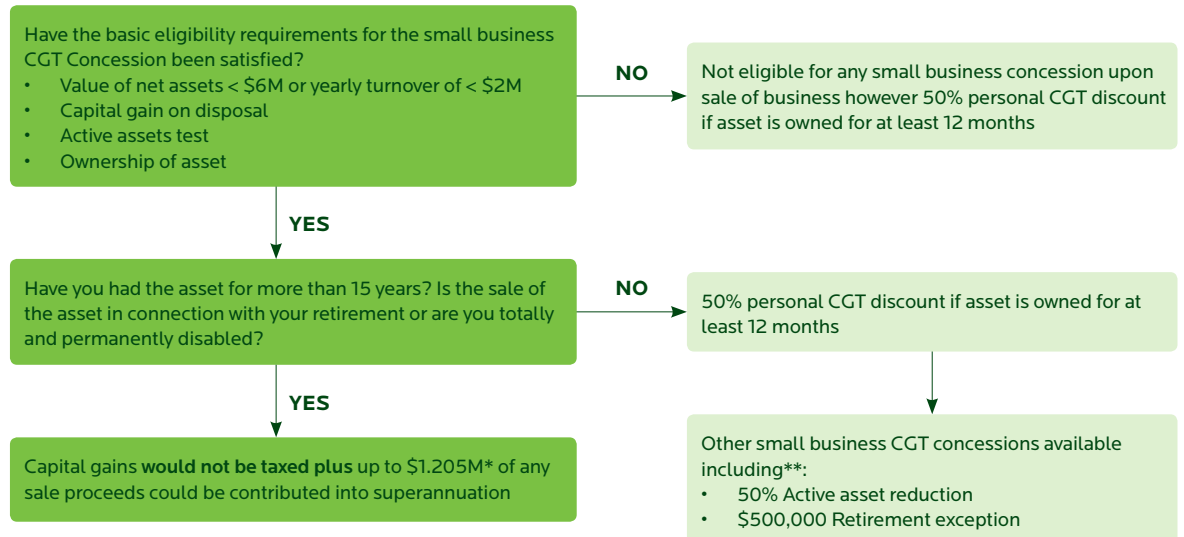 Have the basic eligibility requirements for the small business
CGT Concession been satisfied?
• Value of net assets < $6M or yearly turnover of < $2M
• Capital gain on disposal
• Active assets test
• Ownership of asset
NO
Not eligible for any small business concession upon
sale of business however 50% personal CGT discount
if asset is owned for at least 12 months
YES
Have you had the asset for more than 15 years? Is the sale of
the asset in connection with your retirement or are you totally
and permanently disabled?
NO
50% personal CGT discount if asset is owned for at
least 12 months
YES
Capital gains would not be taxed plus up to $1.205M* of any
sale proceeds could be contributed into superannuation
Other small business CGT concessions available
including**:
• 50% Active asset reduction
• $500,000 Retirement exception